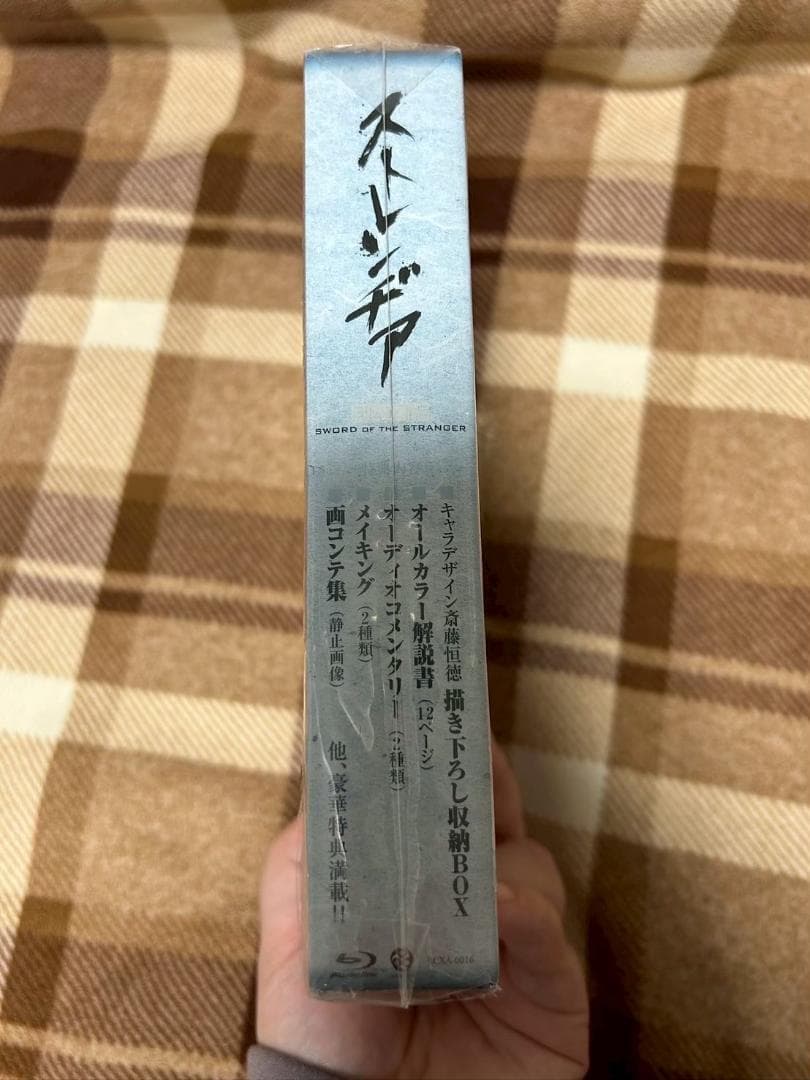 ストレンヂア
SWORD OF THE STRANGER
キャラデザイン斎藤恒徳 描き下ろし収納BOX
オールカラー解説書(12ページ)
オーディオコメンタリー(2種類)
メイキング(2種類)
画コンテ集(静止画像)
他、豪華特典満載!!